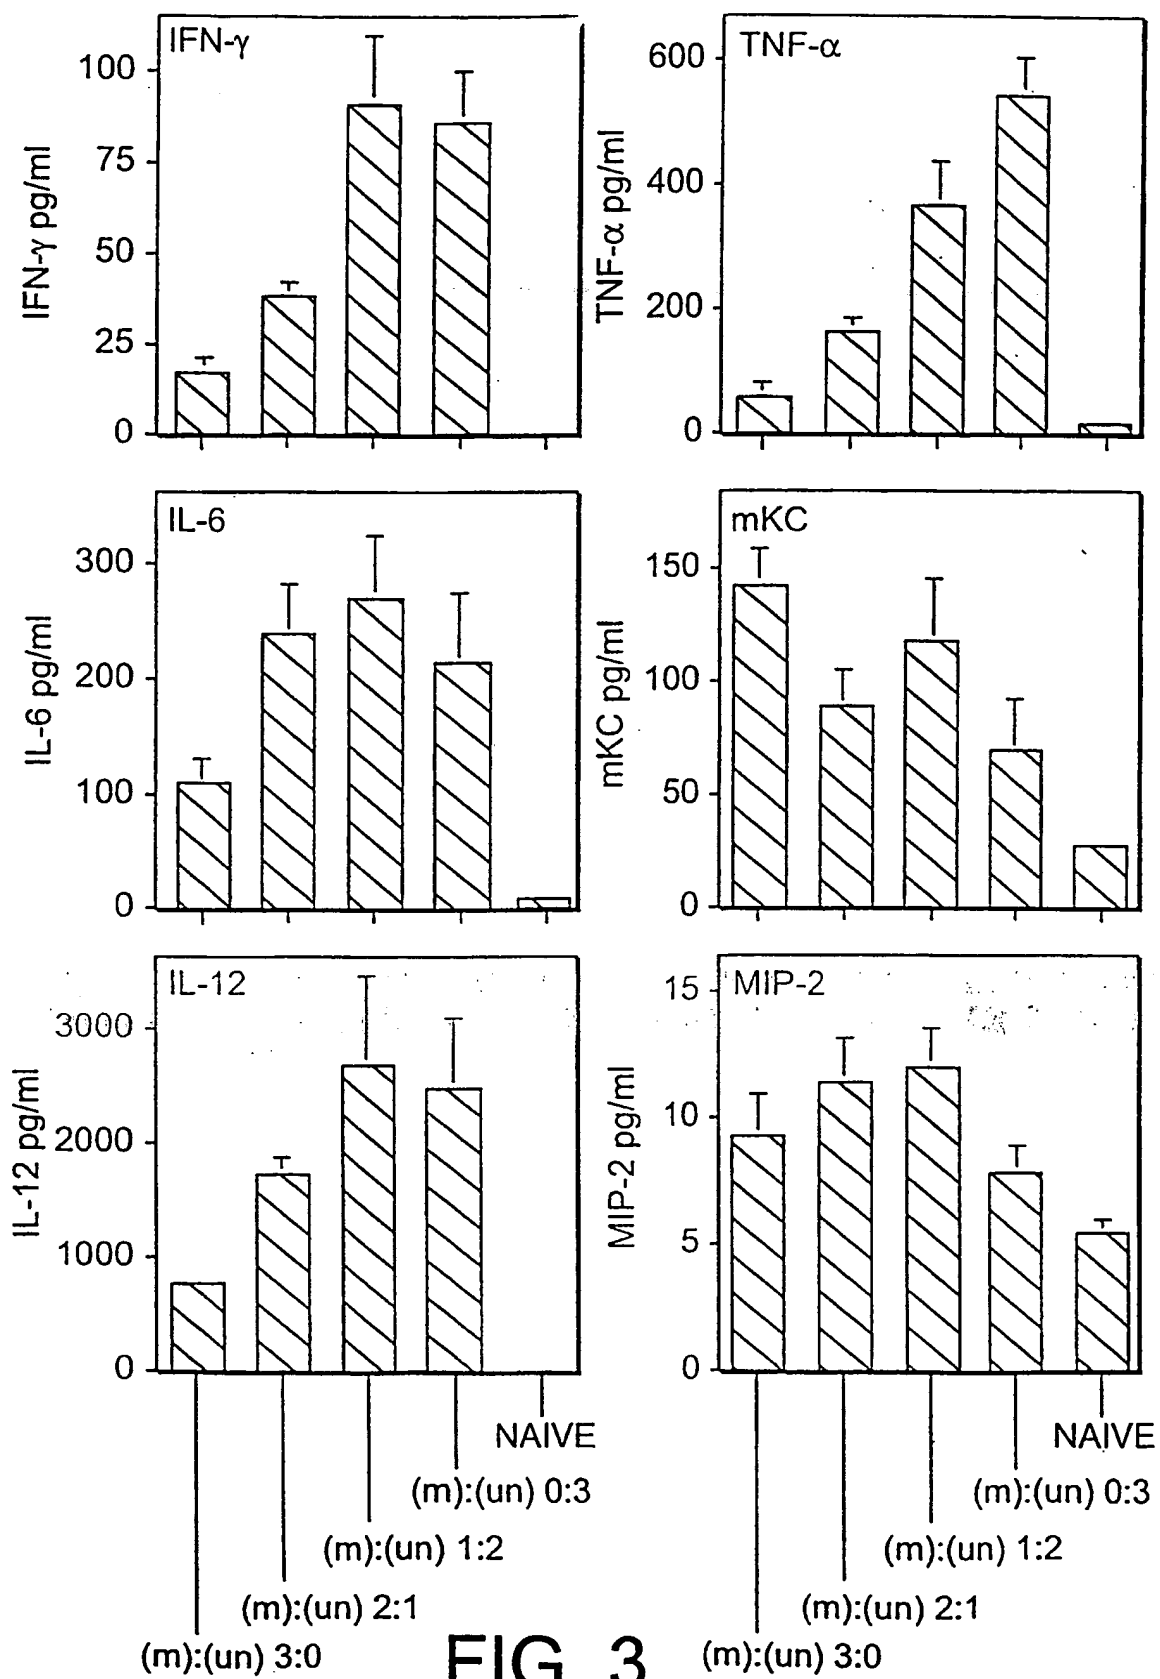 IFN-γ
IFN-γ pg/ml
100
75
50
25
0
TNF-α
TNF-α pg/ml
600
400
200
0
IL-6
IL-6 pg/ml
300
200
100
0
mKC
mKC pg/ml
150
100
50
0
IL-12
IL-12 pg/ml
3000
2000
1000
0
MIP-2
MIP-2 pg/ml
15
10
5
0
NAIVE
(m):(un) 0:3
(m):(un) 1:2
(m):(un) 2:1
(m):(un) 3:0
NAIVE
(m):(un) 0:3
(m):(un) 1:2
(m):(un) 2:1
(m):(un) 3:0
FIG. 3